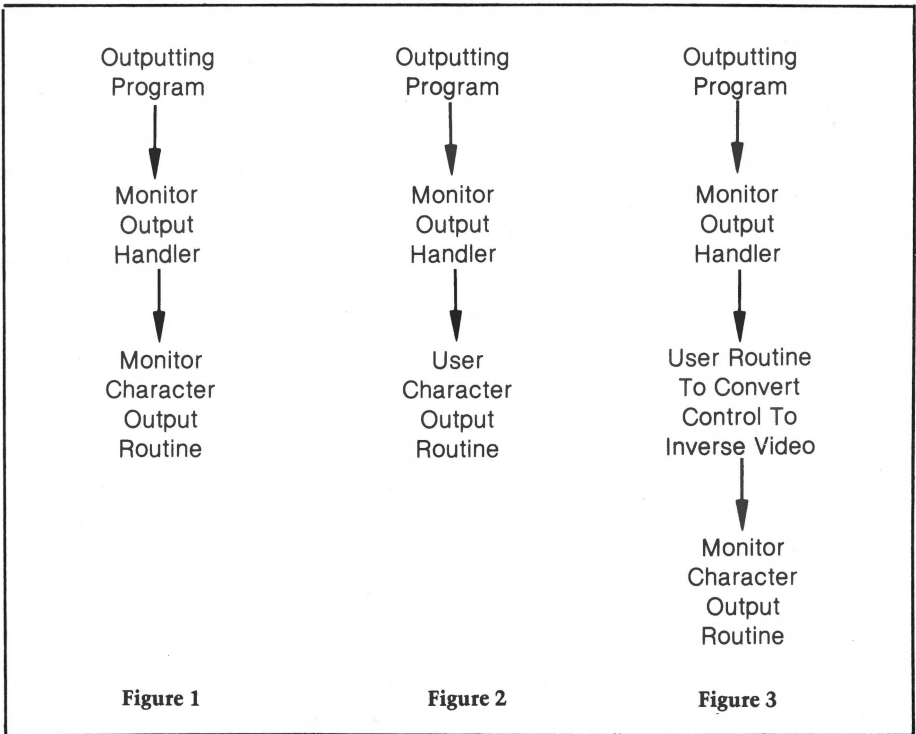 Outputting
Program
Monitor
Output
Handler
Monitor
Character
Output
Routine
Figure 1
Outputting
Program
Monitor
Output
Handler
User
Character
Output
Routine
Figure 2
Outputting
Program
Monitor
Output
Handler
User Routine
To Convert
Control To
Inverse Video
Monitor
Character
Output
Routine
Figure 3